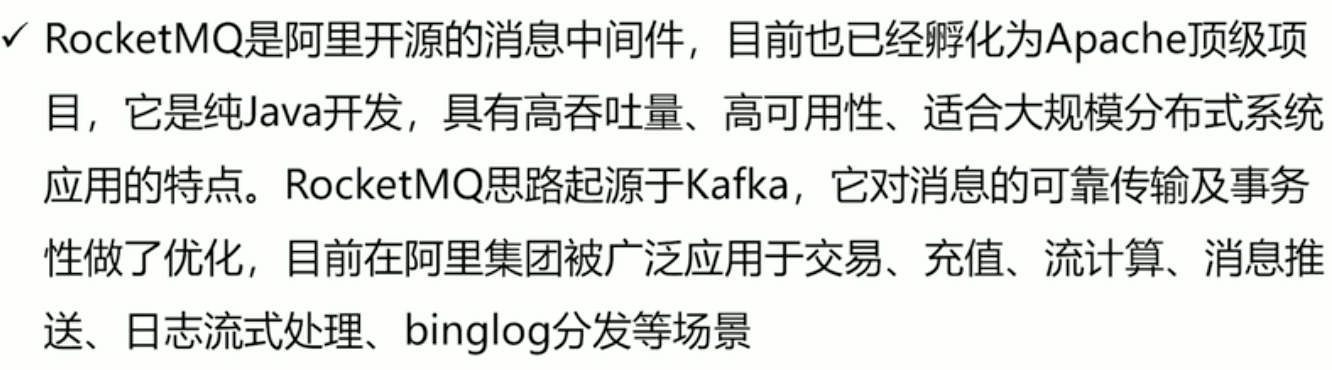 ✓ RocketMQ是阿里开源的消息中间件，目前也已经孵化为Apache顶级项
目，它是纯Java开发，具有高吞吐量、高可用性、适合大规模分布式系统
应用的特点。RocketMQ思路起源于Kafka，它对消息的可靠传输及事务
性做了优化，目前在阿里集团被广泛应用于交易、充值、流计算、消息推
送、日志流式处理、binglog分发等场景